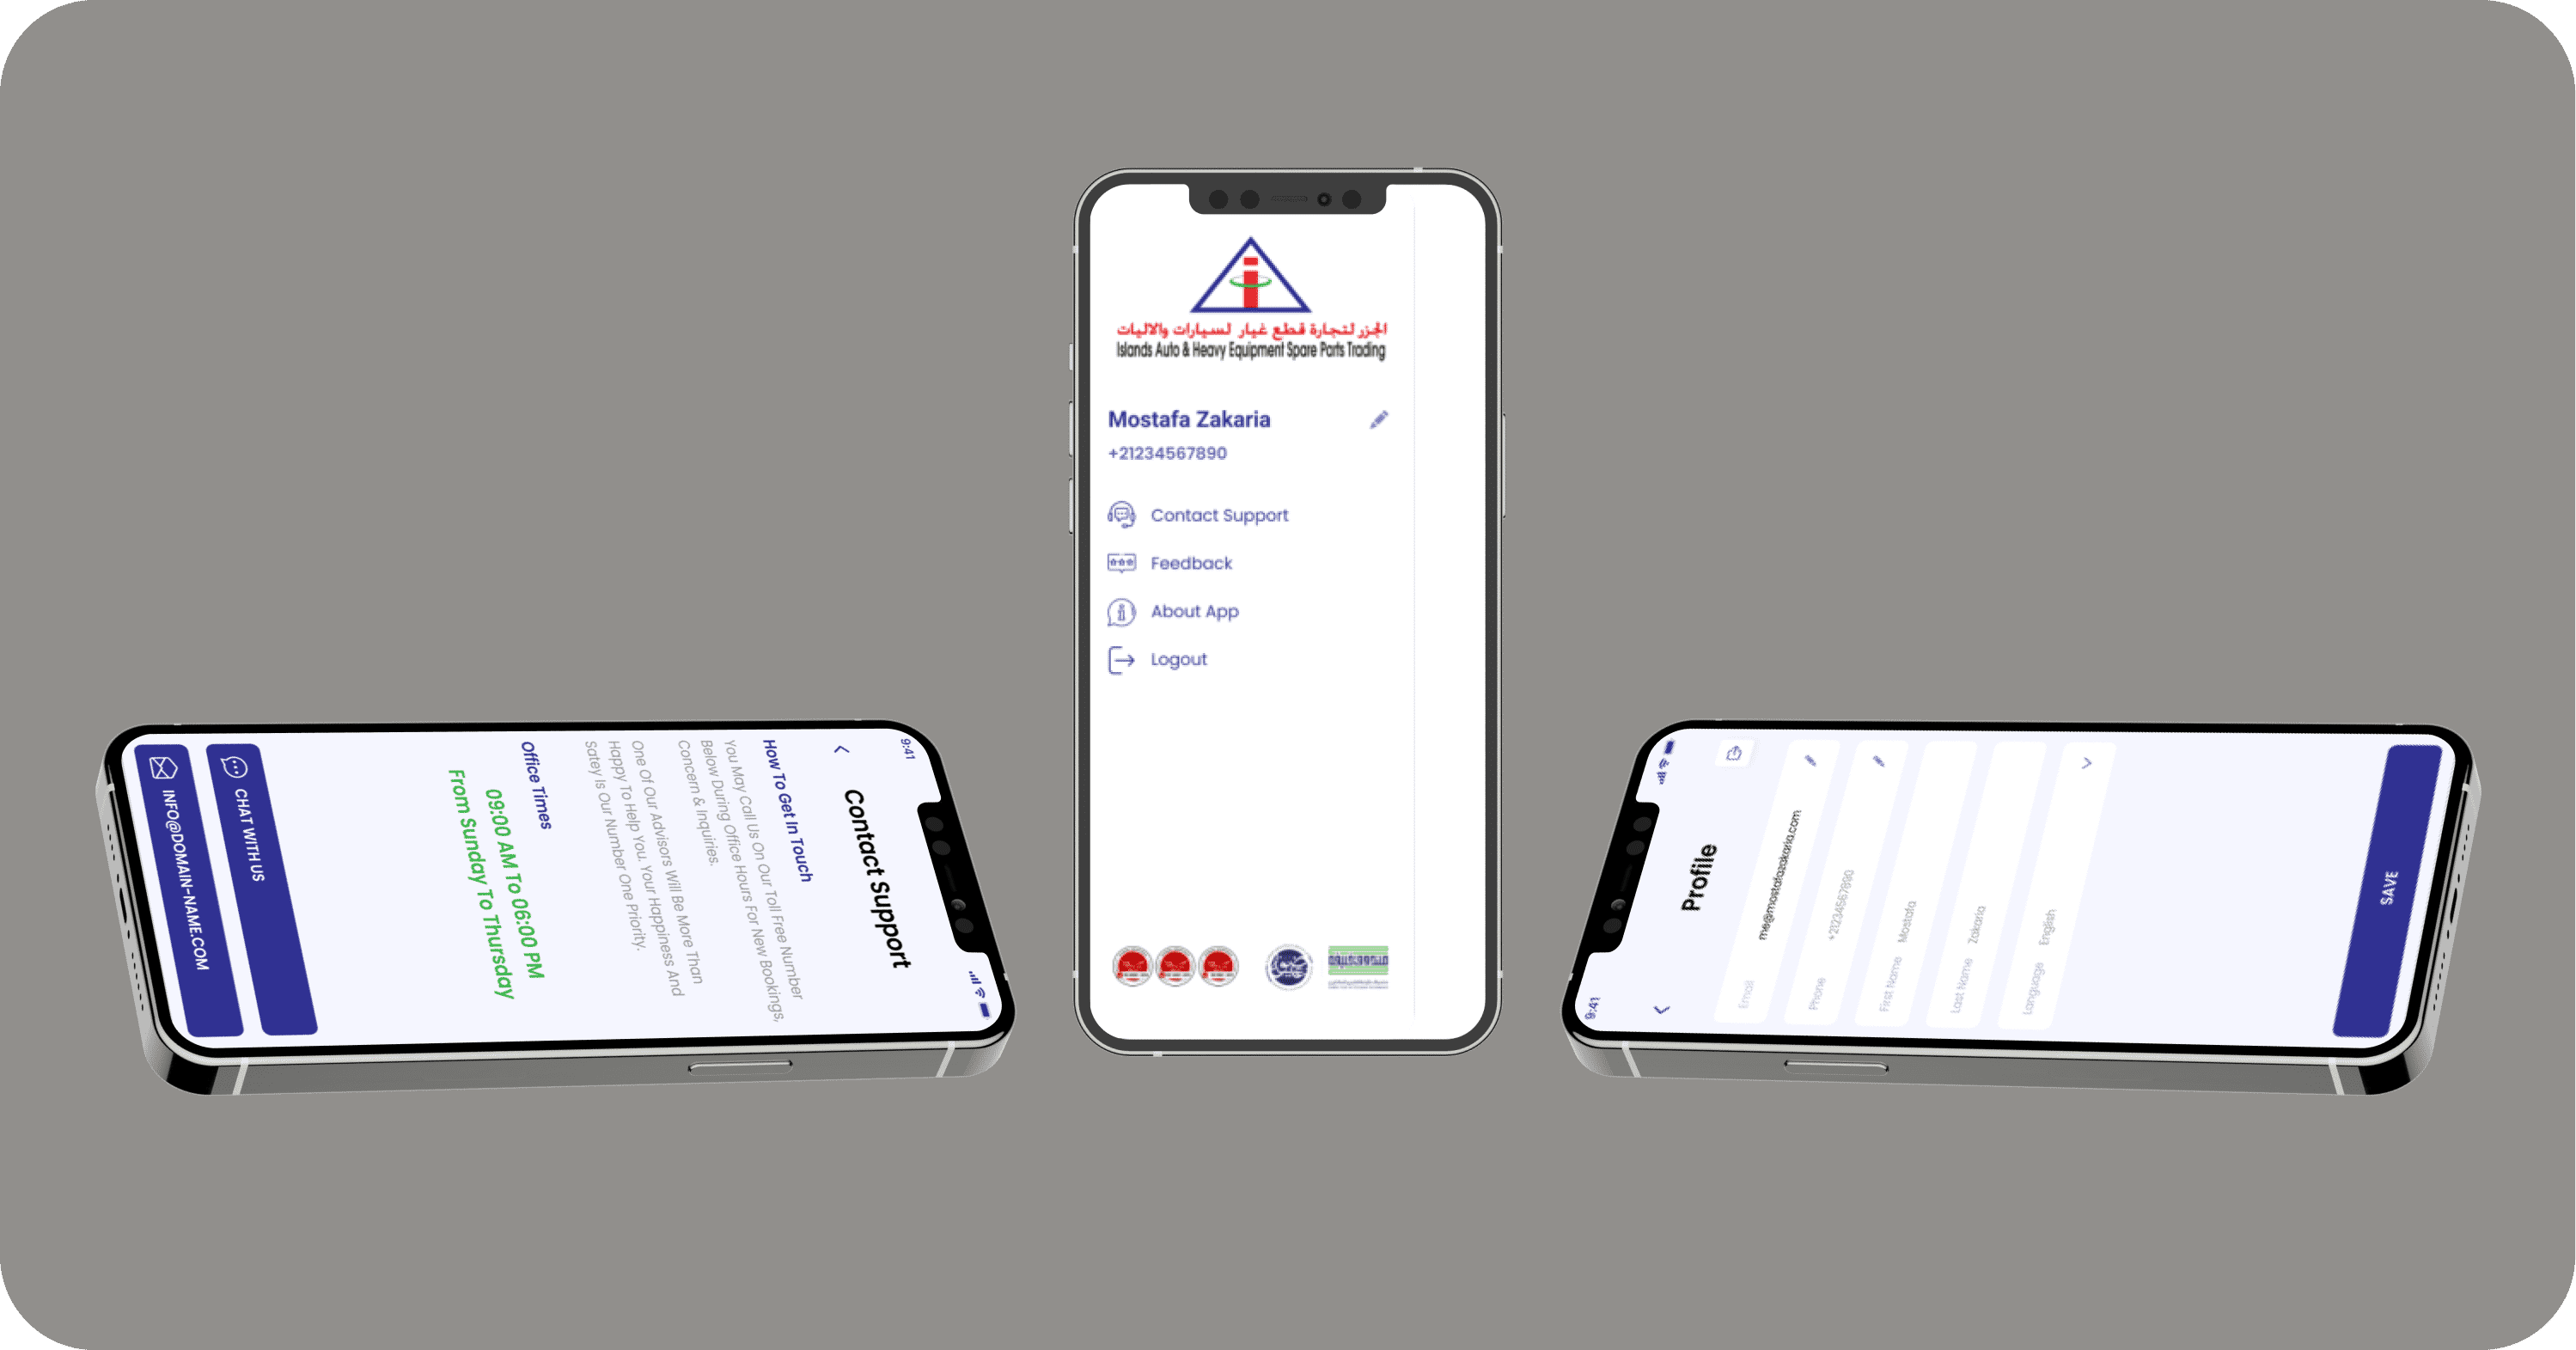 9:41
Contact Support
How To Get In Touch
You May Call Us On Our Toll Free Number
Below During Office Hours For New Bookings,
Concern & Inquiries.
One Of Our Advisors Will Be More Than
Happy To Help You. Your Happiness And
Satey Is Our Number One Priority.
Office Times
09:00 AM To 06:00 PM
From Sunday To Thursday
CHAT WITH US
INFO@DOMAIN-NAME.COM
الجزر لتجارة قطع غيار لسيارات والاليات
Islands Auto & Heavy Equipment Spare Parts Trading
Mostafa Zakaria
+21234567890
Contact Support
Feedback
About App
Logout
9:41
Profile
Email me@mostafazakaria.com
Phone +21234567890
First Name Mostafa
Last Name Zakaria
Language English
SAVE